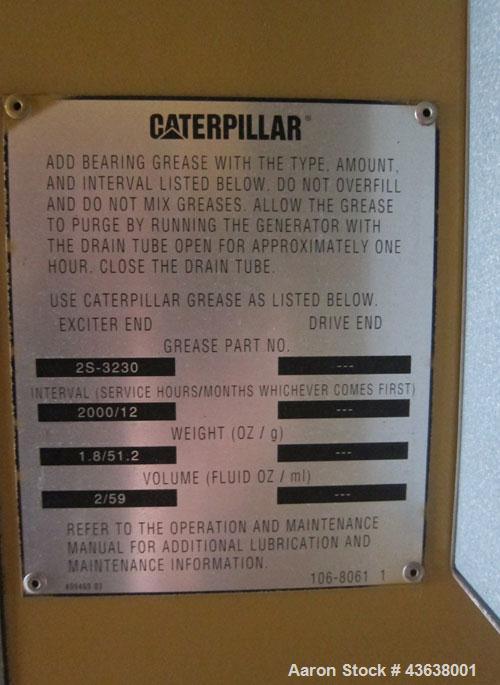 CATERPILLAR®
ADD BEARING GREASE WITH THE TYPE, AMOUNT,
AND INTERVAL LISTED BELOW. DO NOT OVERFILL
AND DO NOT MIX GREASES. ALLOW THE GREASE
TO PURGE BY RUNNING THE GENERATOR WITH
THE DRAIN TUBE OPEN FOR APPROXIMATELY ONE
HOUR. CLOSE THE DRAIN TUBE.
USE CATERPILLAR GREASE AS LISTED BELOW.
EXCITER END DRIVE END
GREASE PART NO.
2S-3230 ---
INTERVAL (SERVICE HOURS/MONTHS WHICHEVER COMES FIRST)
2000/12 ---
WEIGHT (OZ / g)
1.8/51.2 ---
VOLUME (FLUID OZ / ml)
2/59 ---
REFER TO THE OPERATION AND MAINTENANCE
MANUAL FOR ADDITIONAL LUBRICATION AND
MAINTENANCE INFORMATION.
106-8061 1
Aaron Stock # 43638001